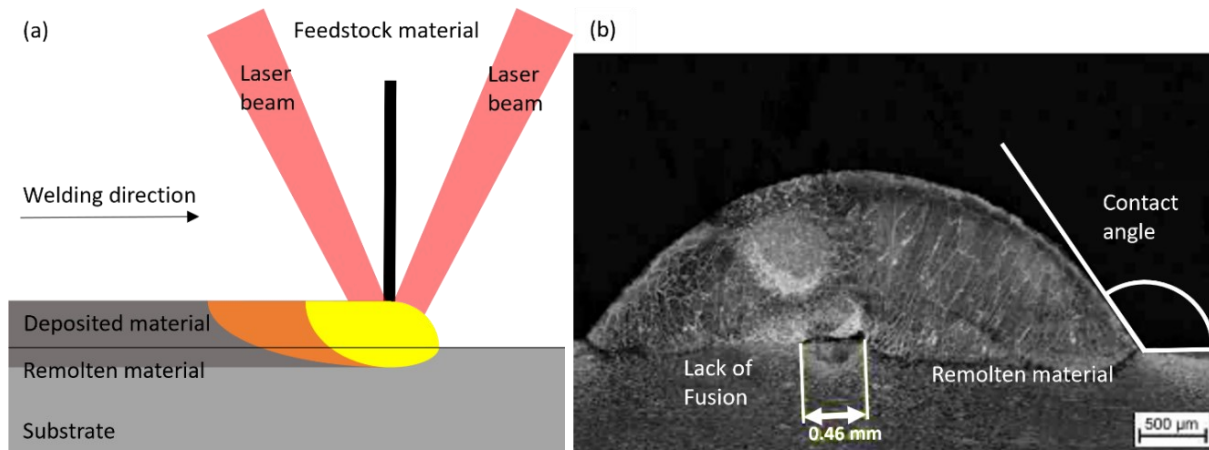 (a)
Feedstock material
Laser
beam
Laser
beam
Welding direction
Deposited material
Remolten material
Substrate
(b)
Contact
angle
Lack of
Fusion
Remolten material
0.46 mm
500 µm